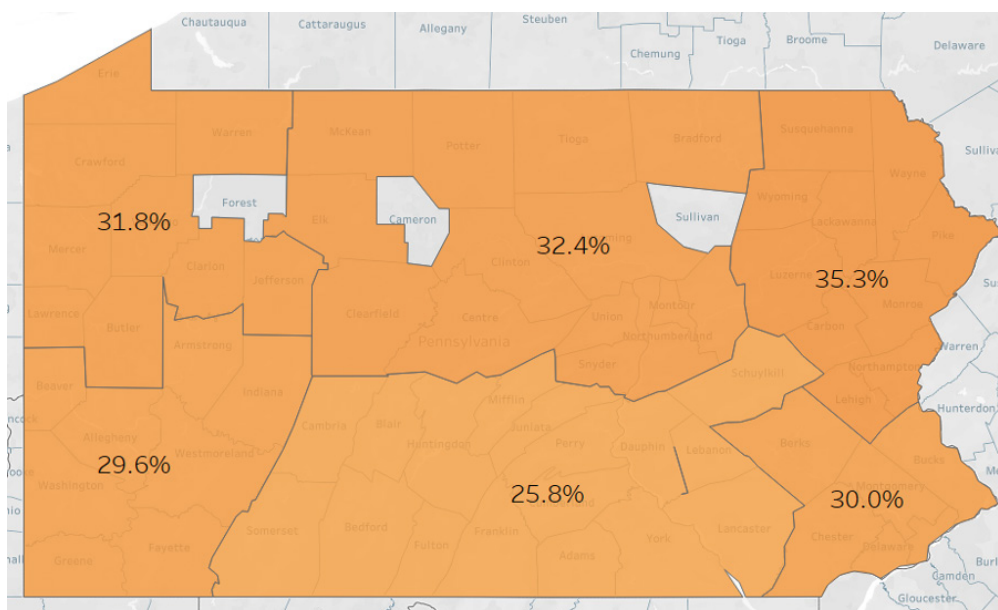 Steuben
Chautauqua
Cattaraugus
Allegany
Tioga
Broome
Delaware
Chemung
Erie
Warren
McKean
Potter
Tioga
Bradford
Susquehanna
Sullivan
Crawford
Wayne
Forest
Wyoming
31.8%
Elk
Cameron
Sullivan
Lackawanna
Mercer
32.4%
Pike
Clarion
Clinton
Luzerne
35.3%
Jefferson
Monroe
Lawrence
Butler
Clearfield
Centre
Union
Montour
Carbon
Pennsylvania
Northumberland
Warren
Armstrong
Snyder
Northampton
Beaver
Indiana
Schuylkill
Lehigh
Mifflin
Hunterdon
Allegheny
Cambria
Blair
Juniata
Huntingdon
Perry
Dauphin
Lebanon
Berks
Bucks
Westmoreland
29.6%
Washington
25.8%
Montgomery
30.0%
Somerset
Bedford
Franklin
Lancaster
Fayette
Fulton
York
Chester
Delaware
Greene
Adams
Camden
Gloucester